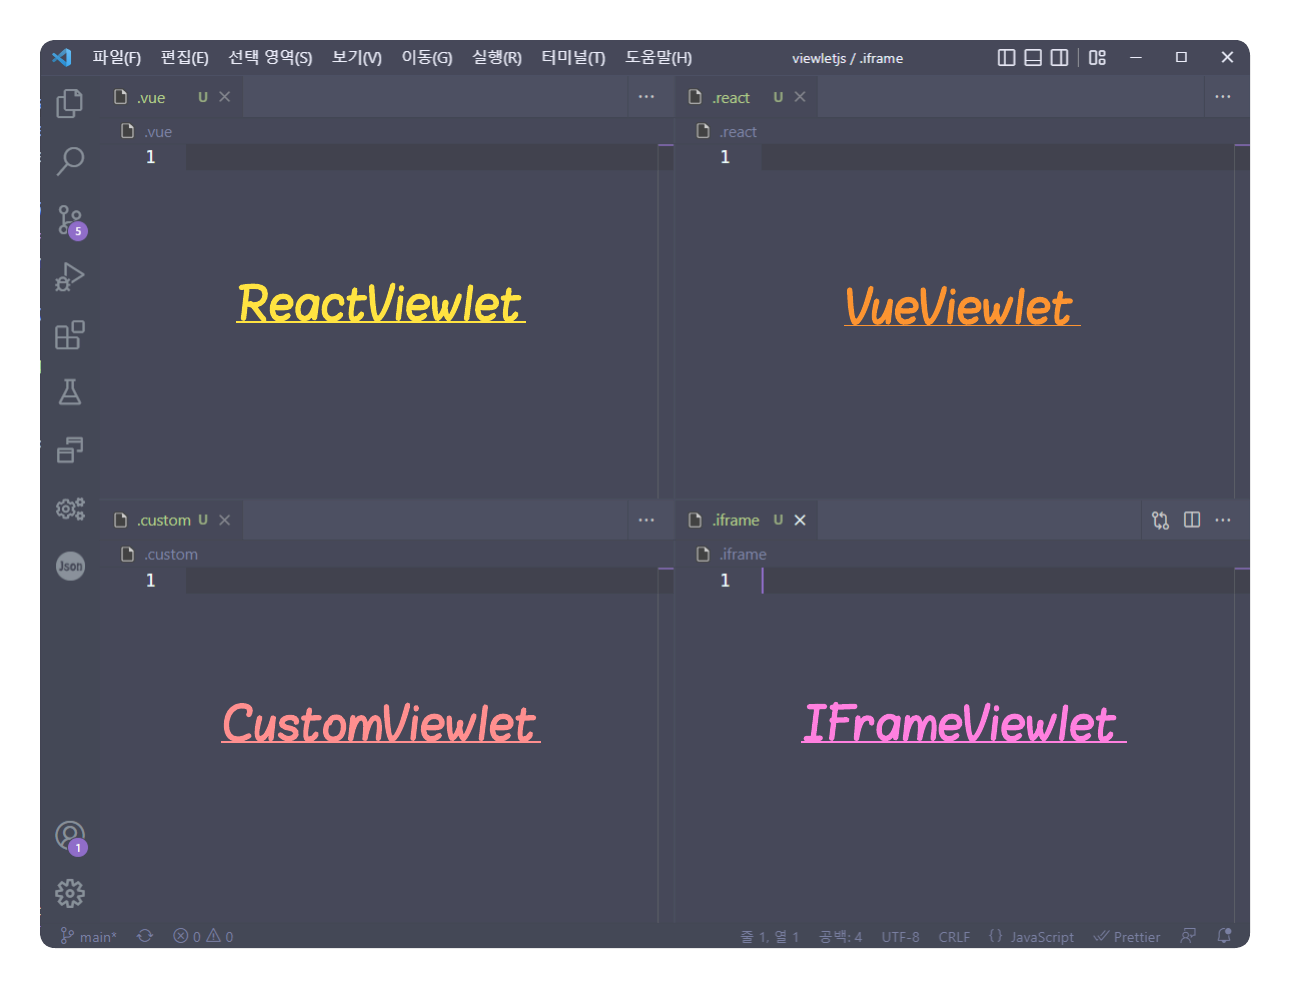 파일(F) 편집(E) 선택 영역(S) 보기(V) 이동(G) 실행(R) 터미널(T) 도움말(H) viewletjs / .iframe
.vue U
.react U
.vue
.react
1
1
5
ReactViewlet
VueViewlet
.custom U
.iframe U
.custom
.iframe
1
1
Json
CustomViewlet
IFrameViewlet
1
main* 0 0 줄 1, 열 1 공백: 4 UTF-8 CRLF {} JavaScript Prettier